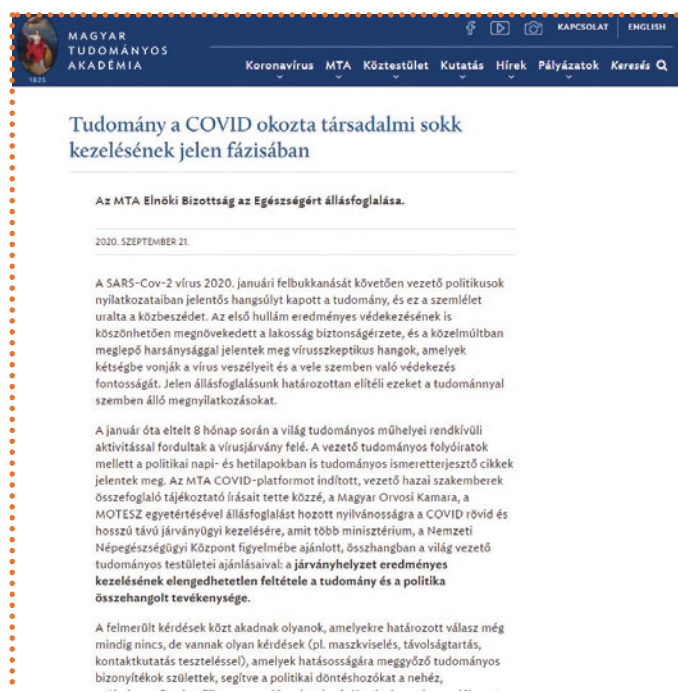 MAGYAR
TUDOMÁNYOS
AKADÉMIA
1825
KAPCSOLAT ENGLISH
Koronavírus MTA Köztestület Kutatás Hírek Pályázatok Keresés
Tudomány a COVID okozta társadalmi sokk
kezelésének jelen fázisában
Az MTA Elnöki Bizottság az Egészségért állásfoglalása.
2020. SZEPTEMBER 21.
A SARS-Cov-2 vírus 2020. januári felbukkanását követően vezető politikusok
nyilatkozataiban jelentős hangsúlyt kapott a tudomány, és ez a szemlélet
uralta a közbeszédet. Az első hullám eredményes védekezésének is
köszönhetően megnövekedett a lakosság biztonságérzete, és a közelmúltban
meglepő harsánysággal jelentek meg vírusszkeptikus hangok, amelyek
kétségbe vonják a vírus veszélyeit és a vele szemben való védekezés
fontosságát. Jelen állásfoglalásunk határozottan elítéli ezeket a tudománnyal
szemben álló megnyilatkozásokat.
A január óta eltelt 8 hónap során a világ tudományos műhelyei rendkívüli
aktivitással fordultak a vírusjárvány felé. A vezető tudományos folyóiratok
mellett a politikai napi- és hetilapokban is tudományos ismeretterjesztő cikkek
jelentek meg. Az MTA COVID-platformot indított, vezető hazai szakemberek
összefoglaló tájékoztató írásait tette közzé, a Magyar Orvosi Kamara, a
MOTESZ egyetértésével állásfoglalást hozott nyilvánosságra a COVID rövid és
hosszú távú járványügyi kezelésére, amit több minisztérium, a Nemzeti
Népegészségügyi Központ figyelmébe ajánlott, összhangban a világ vezető
tudományos testületei ajánlásaival: a járványhelyzet eredményes
kezelésének elengedhetetlen feltétele a tudomány és a politika
összehangolt tevékenysége.
A felmerült kérdések közt akadnak olyanok, amelyekre határozott válasz még
mindig nincs, de vannak olyan kérdések (pl. maszkviselés, távolságtartás,
kontaktkutatás teszteléssel), amelyek hatásosságára meggyőző tudományos
bizonyítékok születtek, segítve a politikai döntéshozókat a nehéz,